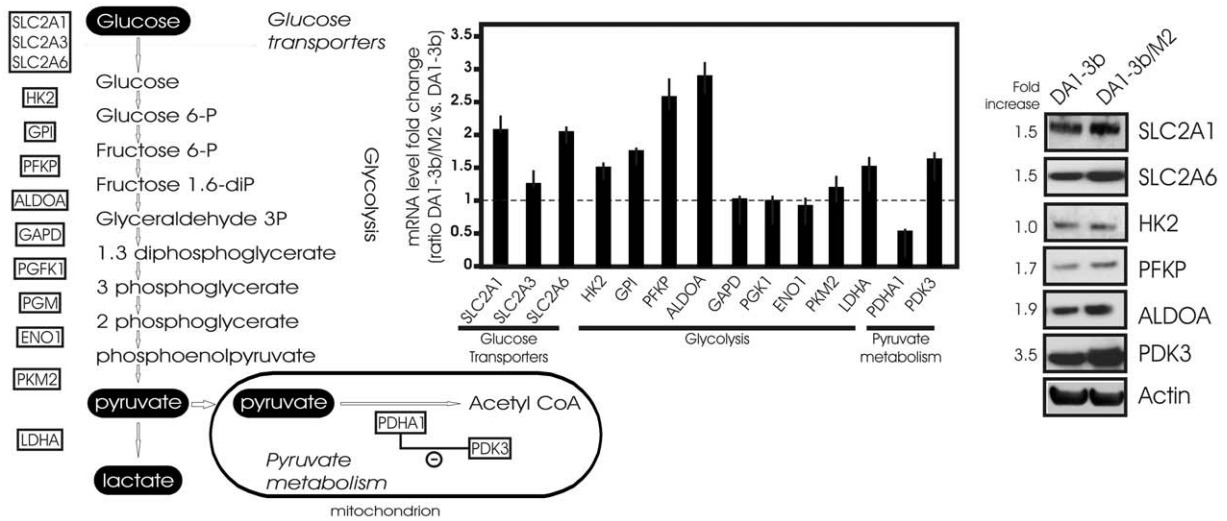 SLC2A1
SLC2A3
SLC2A6
HK2
GPI
PFKP
ALDOA
GAPD
PGFK1
PGM
ENO1
PKM2
LDHA
Glucose
Glucose
transporters
Glucose
Glucose 6-P
Fructose 6-P
Fructose 1.6-diP
Glyceraldehyde 3P
1.3 diphosphoglycerate
3 phosphoglycerate
2 phosphoglycerate
phosphoenolpyruvate
Glycolysis
pyruvate
lactate
pyruvate
Acetyl CoA
PDHA1
PDK3
Pyruvate
metabolism
mitochondrion
mRNA level fold change
(ratio DA1-3b/M2 vs. DA1-3b)
3.5
3
2.5
2
1.5
1
0.5
0
SLC2A1
SLC2A3
SLC2A6
HK2
GPI
PFKP
ALDOA
GAPD
PGK1
ENO1
PKM2
LDHA
PDHA1
PDK3
Glucose
Transporters
Glycolysis
Pyruvate
metabolism
Fold
increase
DA1-3b
DA1-3b/M2
1.5 SLC2A1
1.5 SLC2A6
1.0 HK2
1.7 PFKP
1.9 ALDOA
3.5 PDK3
Actin